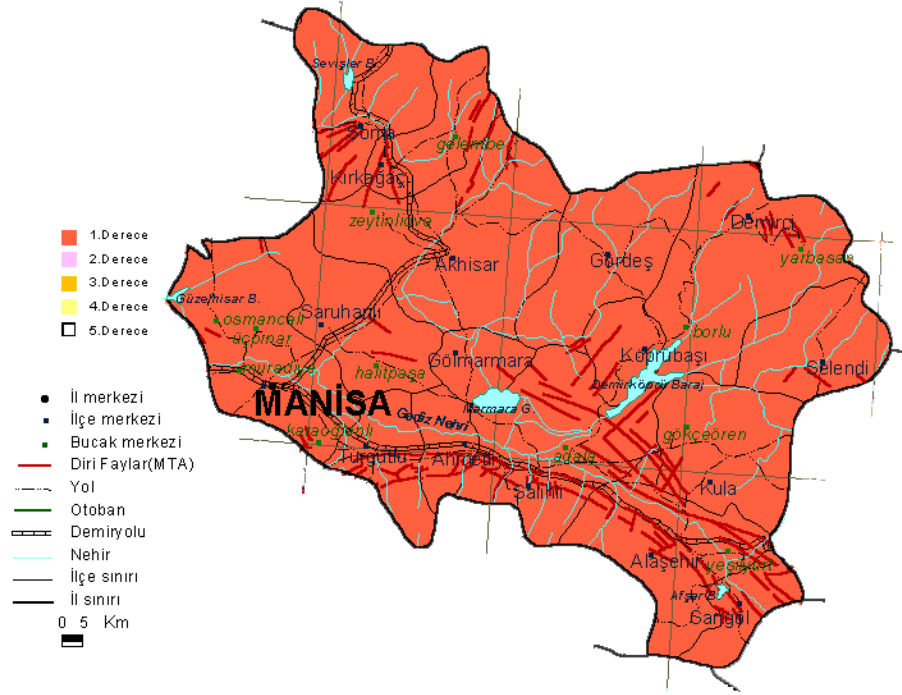 Sevişler B.
Soma
gelembe
Kırkağaç
zeytinliova
Demirci
yarbasan
1.Derece
2.Derece
3.Derece
4.Derece
5.Derece
Akhisar
Gördeş
Güzelhisar B.
osmancalı
Saruhanlı
üçpınar
borlu
muradiye
halitpaşa
Gölmarmara
Köprübaşı
Selendi
Demirköprü Baraj
MANİSA
Marmara G.
Gediz Nehri
karaoğlanlı
gökçeören
Turgutlu
Ahmetli
adala
Salihli
Kula
İl merkezi
İlçe merkezi
Bucak merkezi
Diri Faylar(MTA)
Yol
Otoban
Demiryolu
Nehir
İlçe sınırı
İl sınırı
0 5 Km
Alaşehir
yeşilyurt
Afşar B.
Sarıgöl